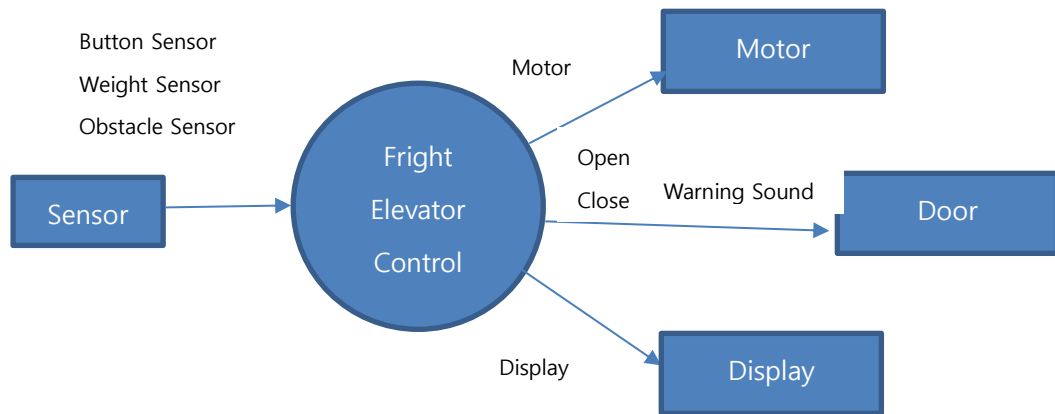 Button Sensor
Weight Sensor
Obstacle Sensor
Sensor
Fright
Elevator
Control
Motor
Motor
Open
Close
Warning Sound
Door
Display
Display